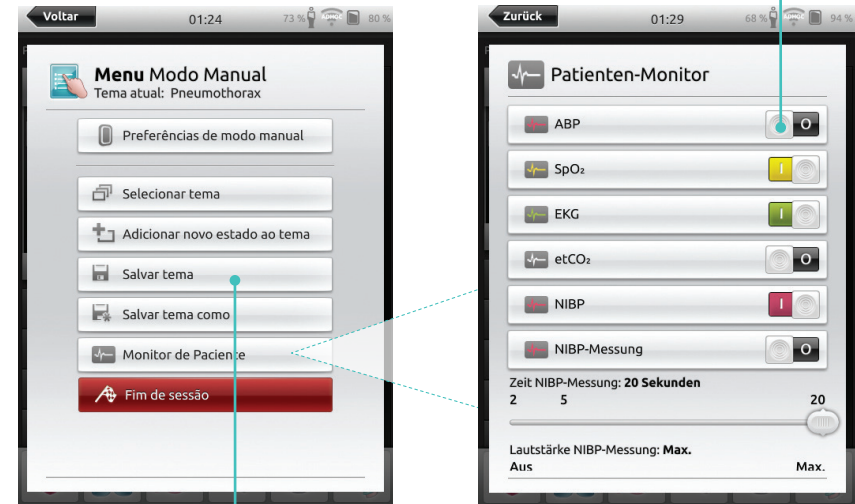 Voltar
01:24
73 %
80 %
Menu Modo Manual
Tema atual: Pneumothorax
Preferências de modo manual
Selecionar tema
Adicionar novo estado ao tema
Salvar tema
Salvar tema como
Monitor de Paciente
Fim de sessão
Zurück
01:29
68 %
94 %
Patienten-Monitor
ABP
O
SpO₂
I
EKG
I
etCO₂
O
NIBP
I
NIBP-Messung
O
Zeit NIBP-Messung: 20 Sekunden
2 5 20
Lautstärke NIBP-Messung: Max.
Aus Max.